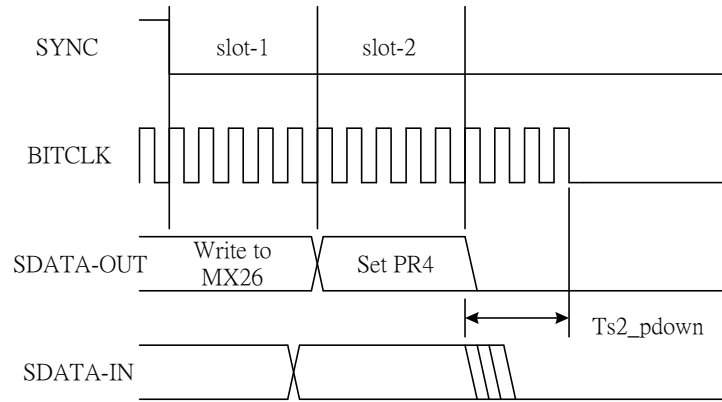 SYNC
slot-1
slot-2
BITCLK
SDATA-OUT
Write to
MX26
Set PR4
Ts2_pdown
SDATA-IN